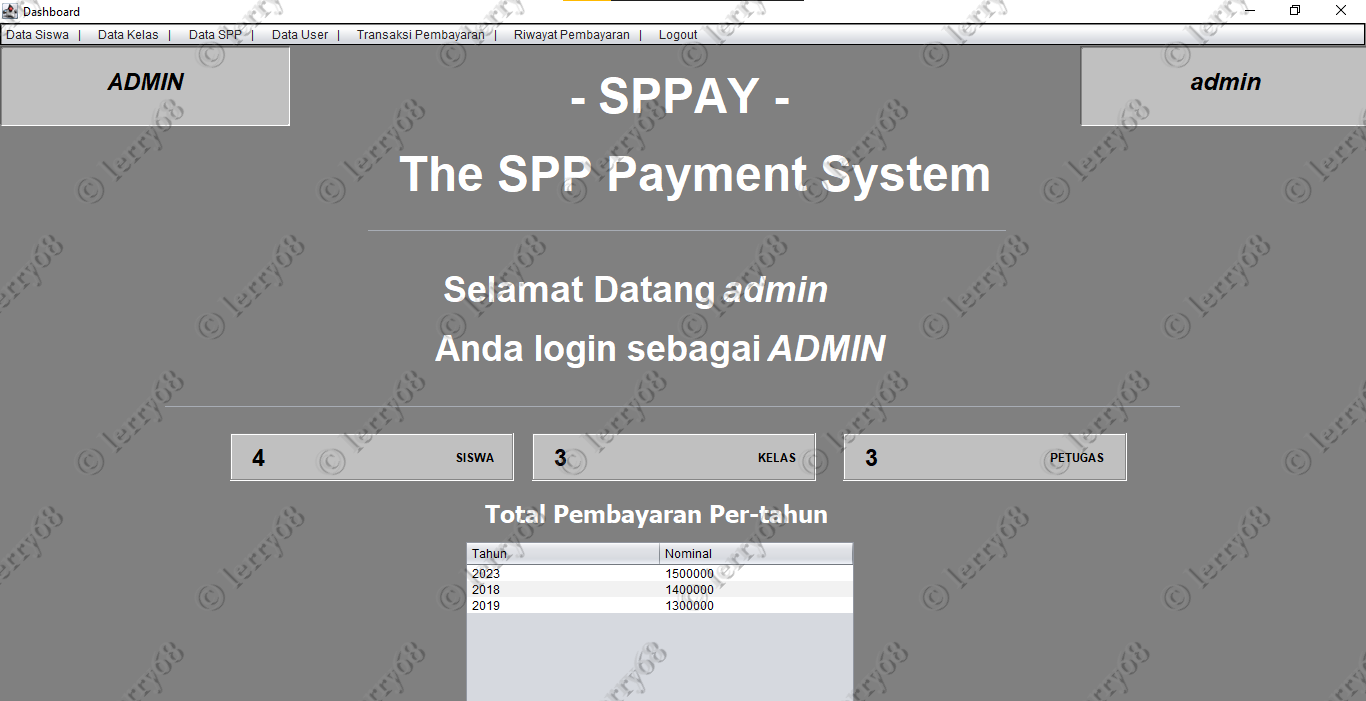 Dashboard
Data Siswa | Data Kelas | Data SPP | Data User | Transaksi Pembayaran | Riwayat Pembayaran | Logout
ADMIN
- SPPAY -
admin
The SPP Payment System
Selamat Datang admin
Anda login sebagai ADMIN
4 SISWA 3 KELAS 3 PETUGAS
Total Pembayaran Per-tahun
Tahun Nominal
2023 1500000
2018 1400000
2019 1300000
© lerry68